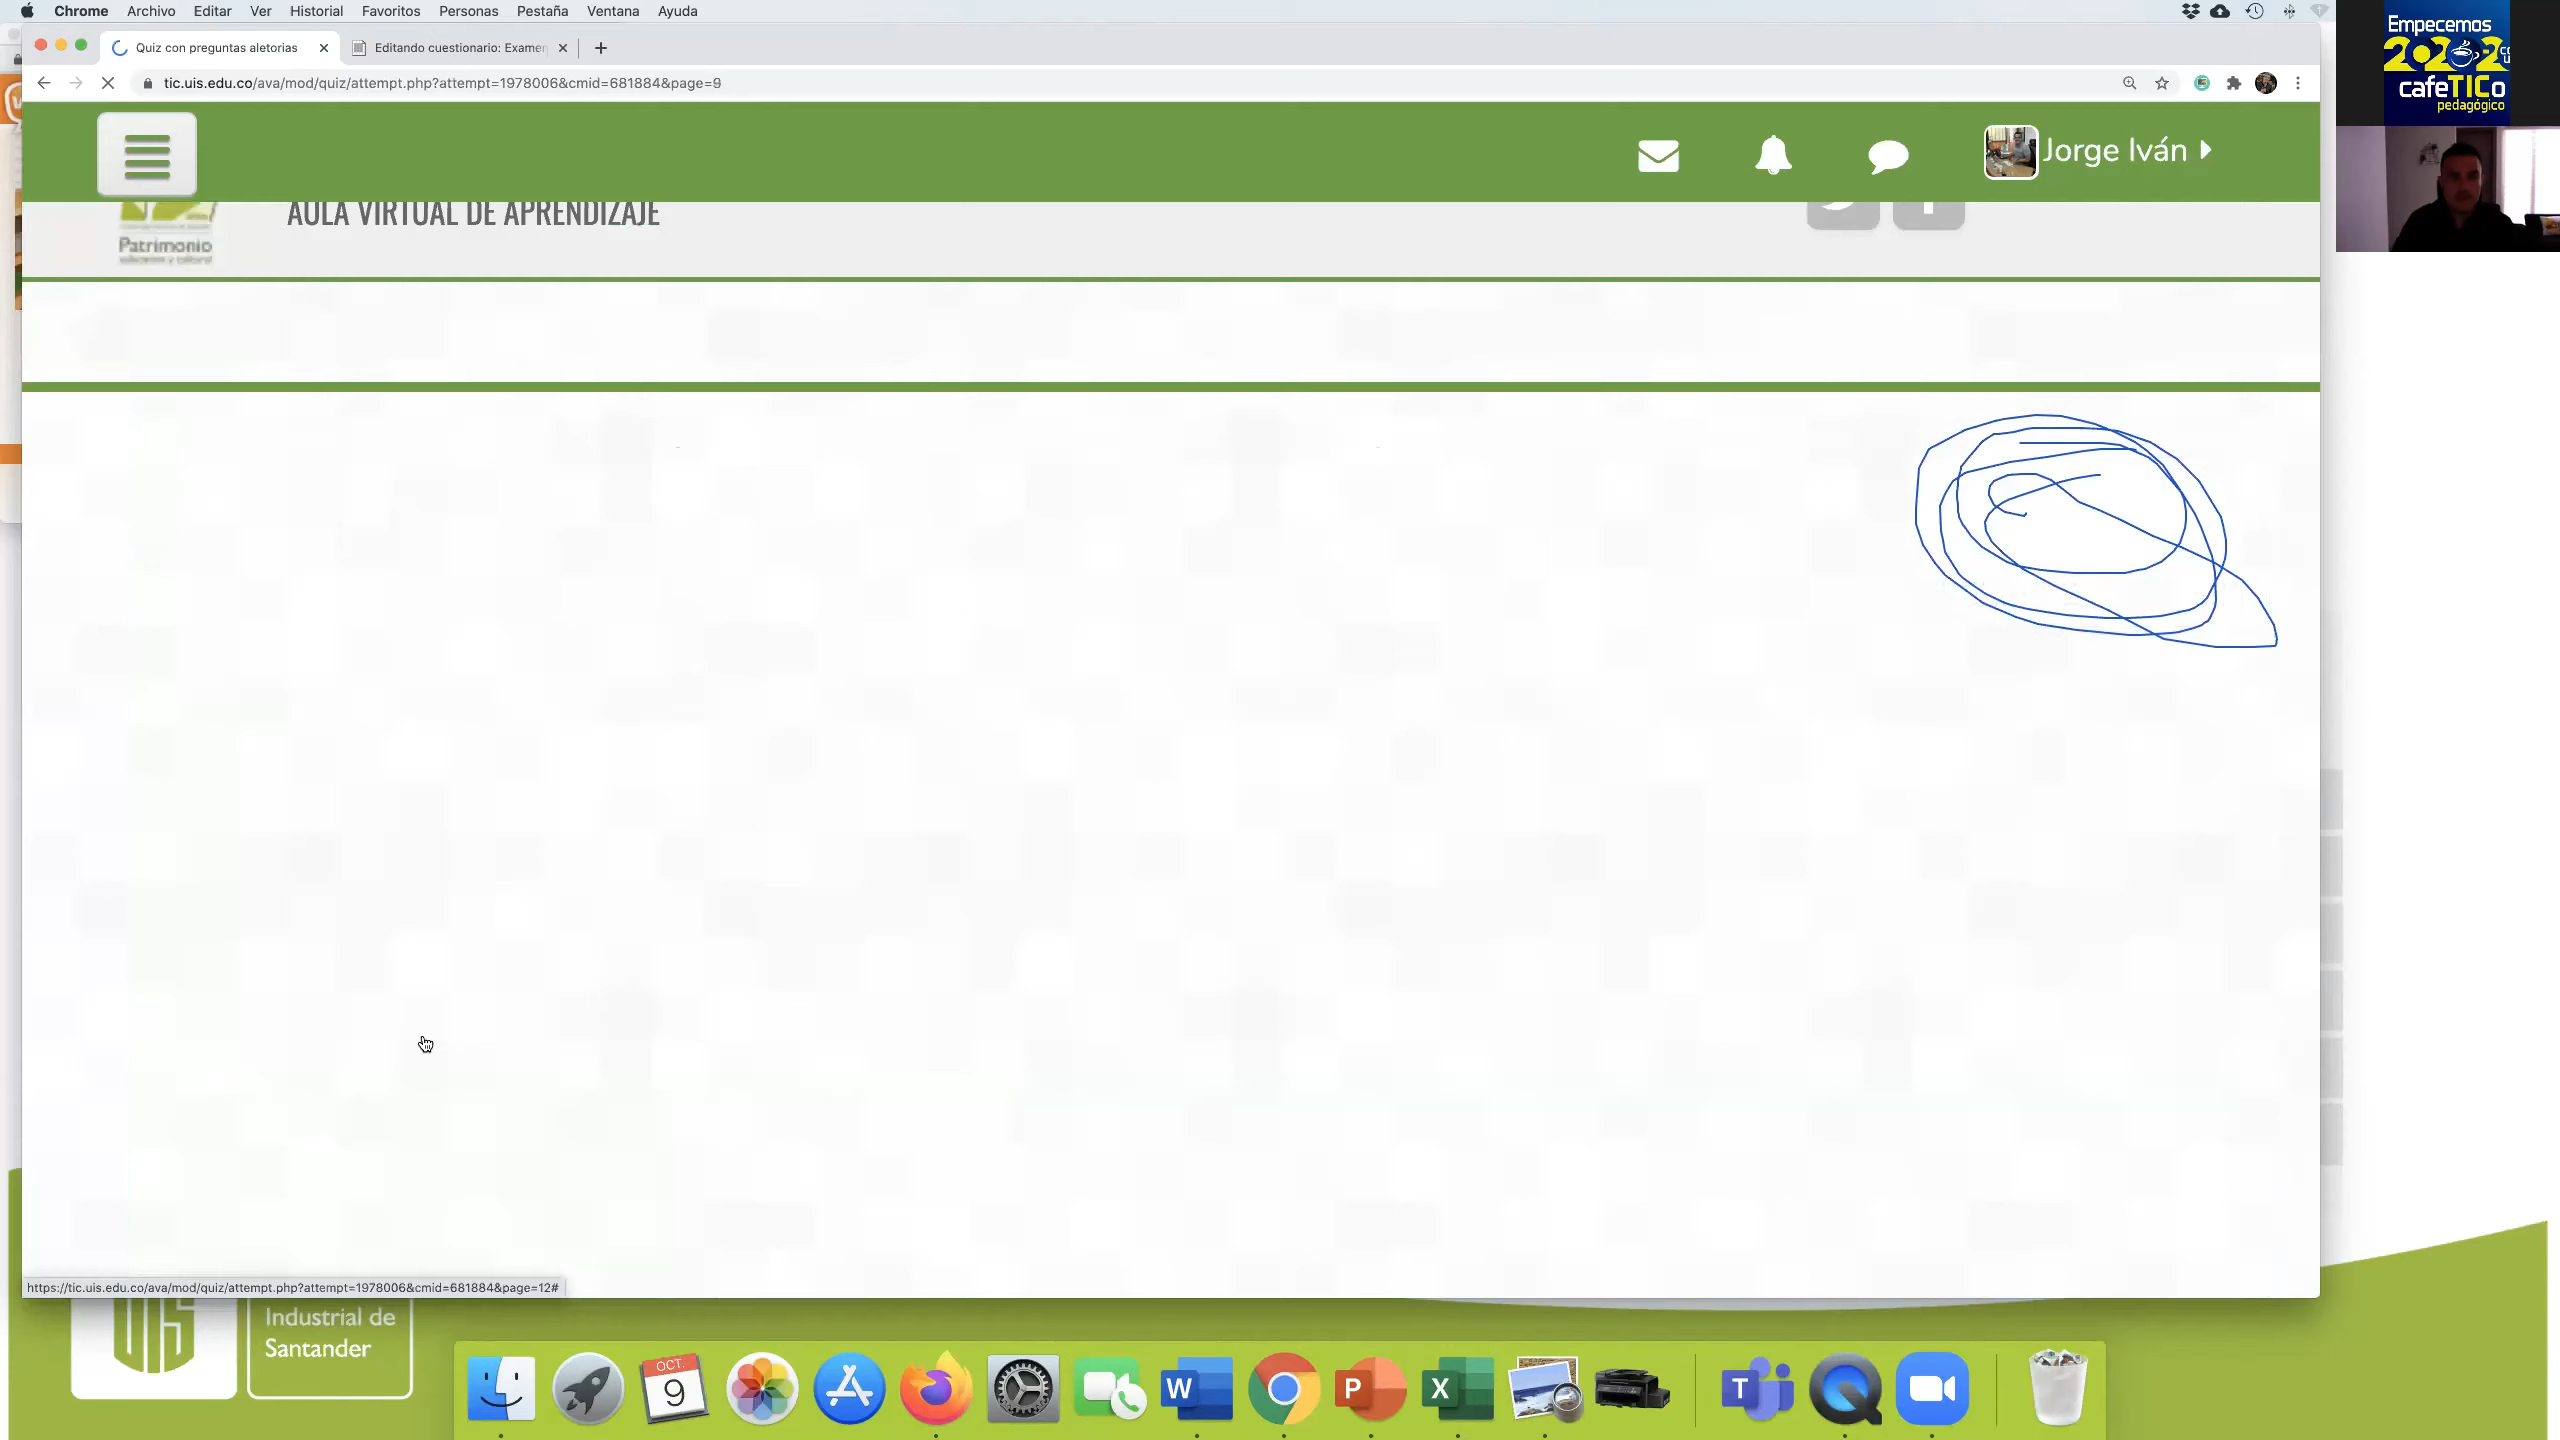 Chrome Archivo Editar Ver Historial Favoritos Personas Pestaña Ventana Ayuda
Quiz con preguntas aletorias
Editando cuestionario: Examen
tic.uis.edu.co/ava/mod/quiz/attempt.php?attempt=1978006&cmid=681884&page=9
Jorge Iván
AULA VIRTUAL DE APRENDIZAJE
Patrimonio
educativo y cultural
Empecemos
cafeTICo
pedagógico
https://tic.uis.edu.co/ava/mod/quiz/attempt.php?attempt=1978006&cmid=681884&page=12#
Industrial de
Santander
OCT.
9
W
P
X
T